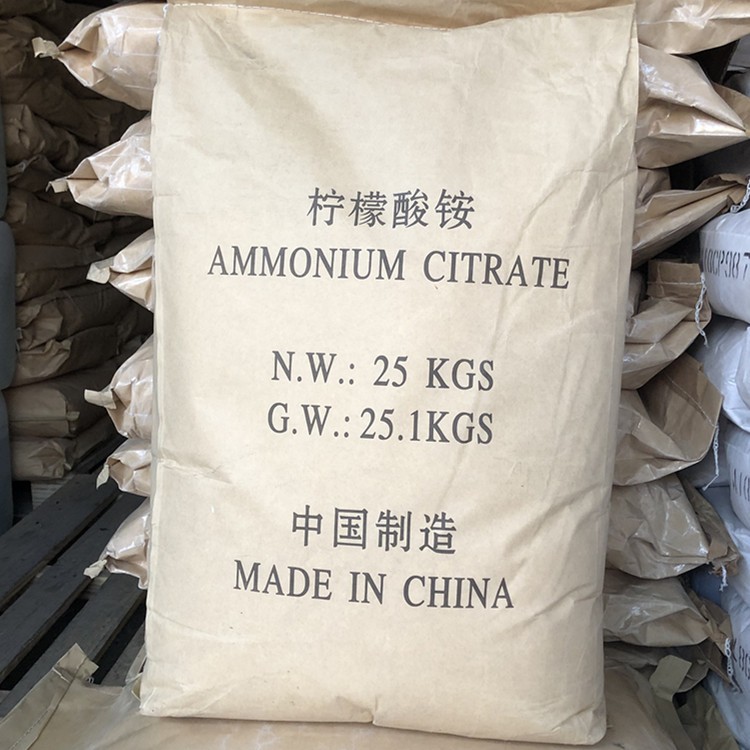 柠檬酸铵
AMMONIUM CITRATE
N.W.: 25 KGS
G.W.: 25.1KGS
中国制造
MADE IN CHINA